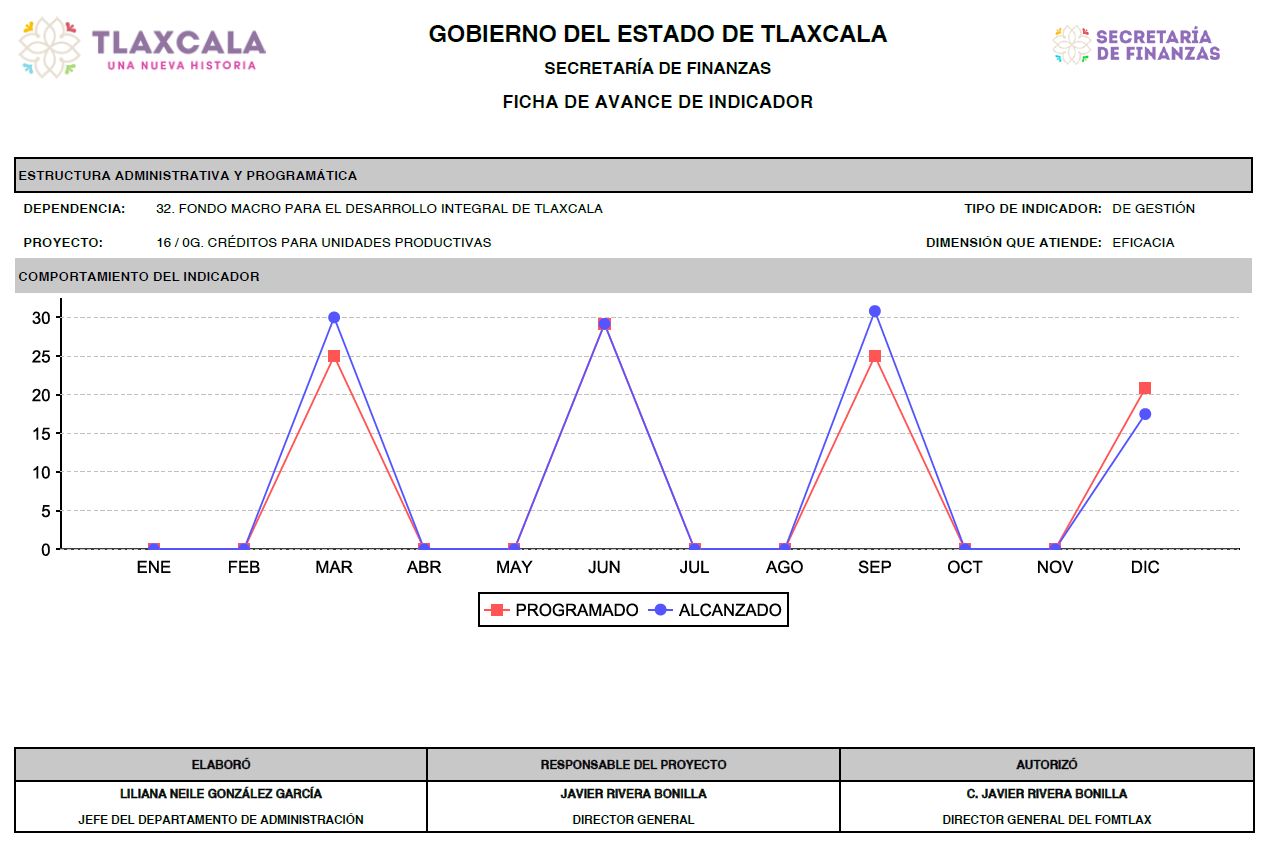 TLAXCALA
UNA NUEVA HISTORIA
GOBIERNO DEL ESTADO DE TLAXCALA
SECRETARÍA DE FINANZAS
FICHA DE AVANCE DE INDICADOR
SECRETARÍA
DE FINANZAS
ESTRUCTURA ADMINISTRATIVA Y PROGRAMÁTICA
DEPENDENCIA: 32. FONDO MACRO PARA EL DESARROLLO INTEGRAL DE TLAXCALA TIPO DE INDICADOR: DE GESTIÓN
PROYECTO: 16 / 0G. CRÉDITOS PARA UNIDADES PRODUCTIVAS DIMENSIÓN QUE ATIENDE: EFICACIA
COMPORTAMIENTO DEL INDICADOR
30
25
20
15
10
5
0
ENE FEB MAR ABR MAY JUN JUL AGO SEP OCT NOV DIC
PROGRAMADO ALCANZADO
ELABORÓ RESPONSABLE DEL PROYECTO AUTORIZÓ
LILIANA NEILE GONZÁLEZ GARCÍA JAVIER RIVERA BONILLA C. JAVIER RIVERA BONILLA
JEFE DEL DEPARTAMENTO DE ADMINISTRACIÓN DIRECTOR GENERAL DIRECTOR GENERAL DEL FOMTLAX